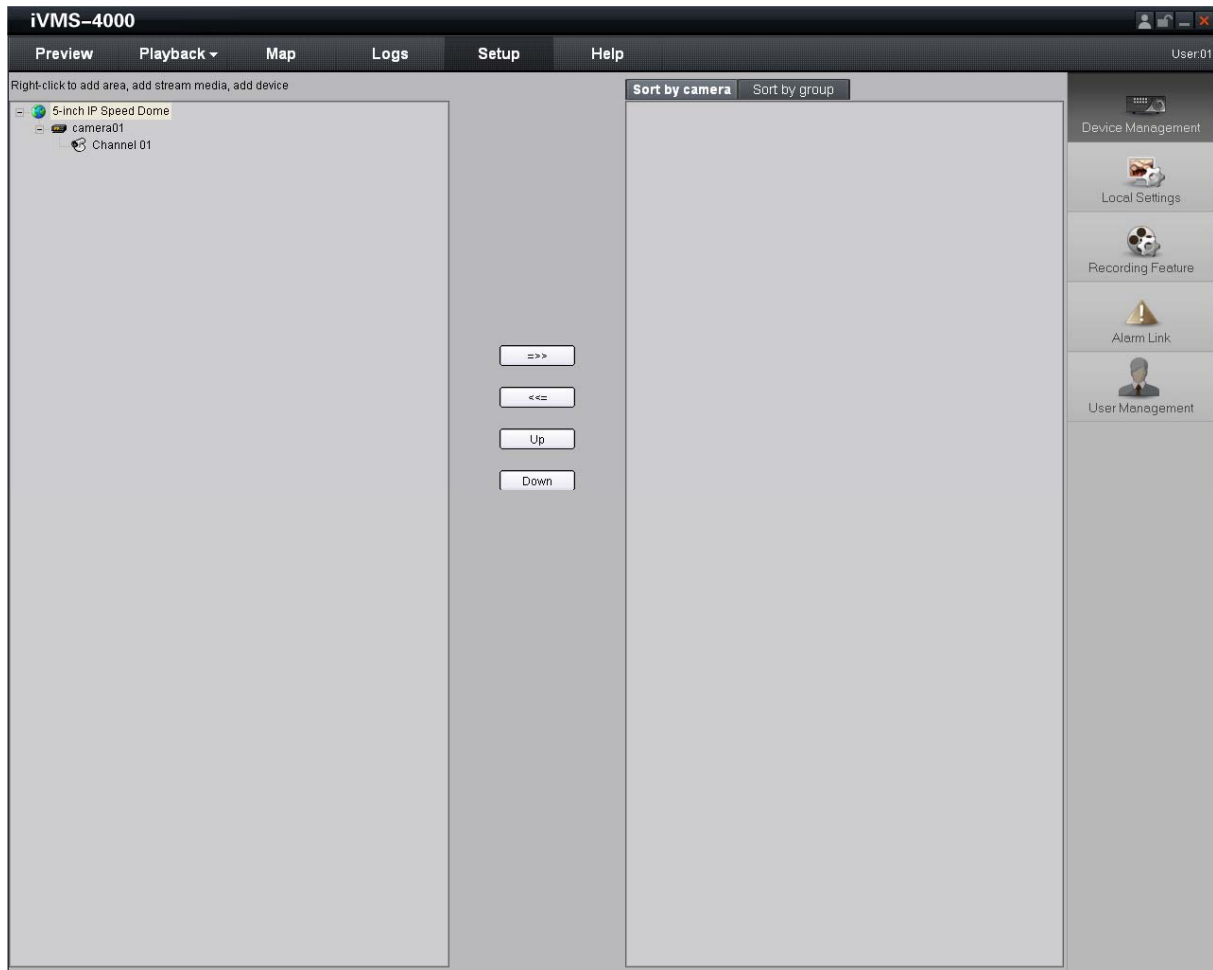 iVMS-4000
Preview Playback Map Logs Setup Help User:01
Right-click to add area, add stream media, add device
5-inch IP Speed Dome
camera01
Channel 01
=>>
<<=
Up
Down
Sort by camera Sort by group
Device Management
Local Settings
Recording Feature
Alarm Link
User Management